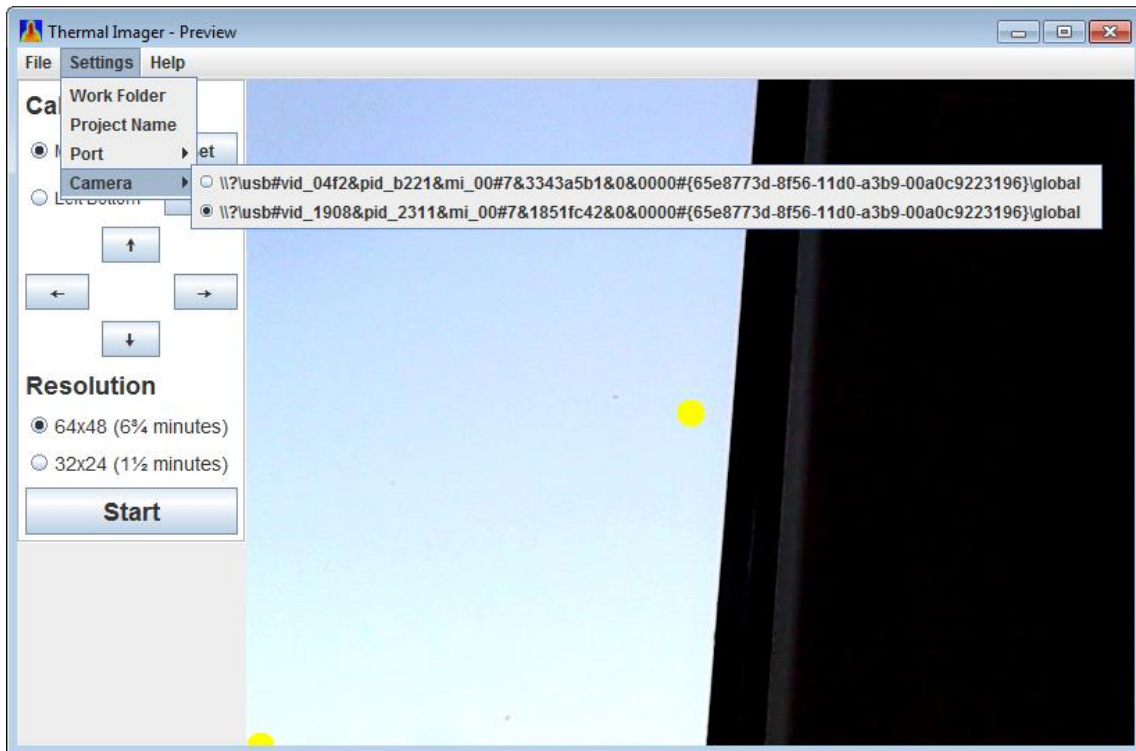 Thermal Imager - Preview
File Settings Help
Work Folder
Project Name
Port
Camera
\\?\usb#vid_04f2&pid_b221&mi_00#7&3343a5b1&0&0000#{65e8773d-8f56-11d0-a3b9-00a0c9223196}\global
\\?\usb#vid_1908&pid_2311&mi_00#7&1851fc42&0&0000#{65e8773d-8f56-11d0-a3b9-00a0c9223196}\global
Resolution
64x48 (6¾ minutes)
32x24 (1½ minutes)
Start